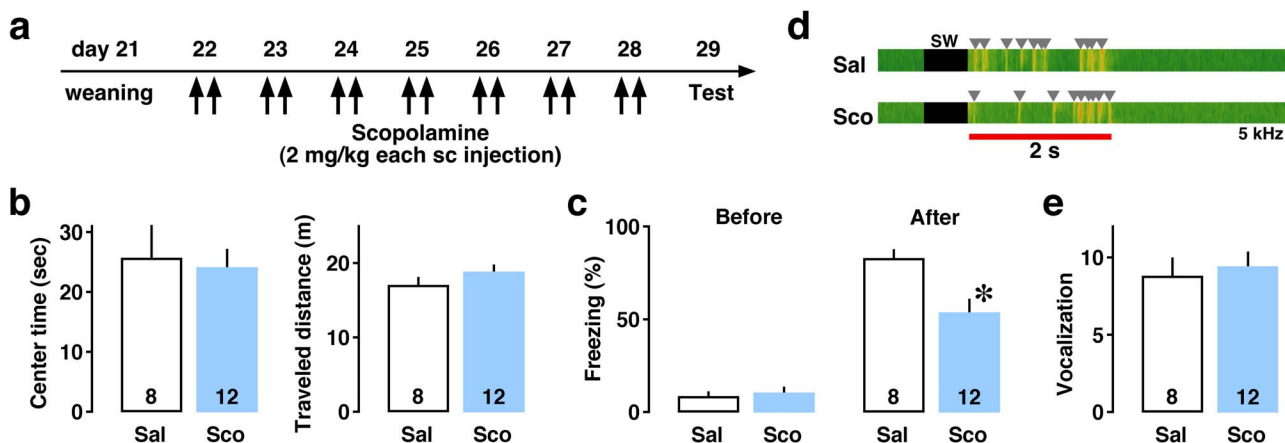 a
day 21 22 23 24 25 26 27 28 29
weaning Test
Scopolamine
(2 mg/kg each sc injection)
d
SW
Sal
Sco
5 kHz
2 s
b
Center time (sec)
30
20
10
0
8 12
Sal Sco
Traveled distance (m)
20
10
0
8 12
Sal Sco
c
Before After
Freezing (%)
100
50
0
*
8 12
Sal Sco Sal Sco
e
Vocalization
10
5
0
8 12
Sal Sco